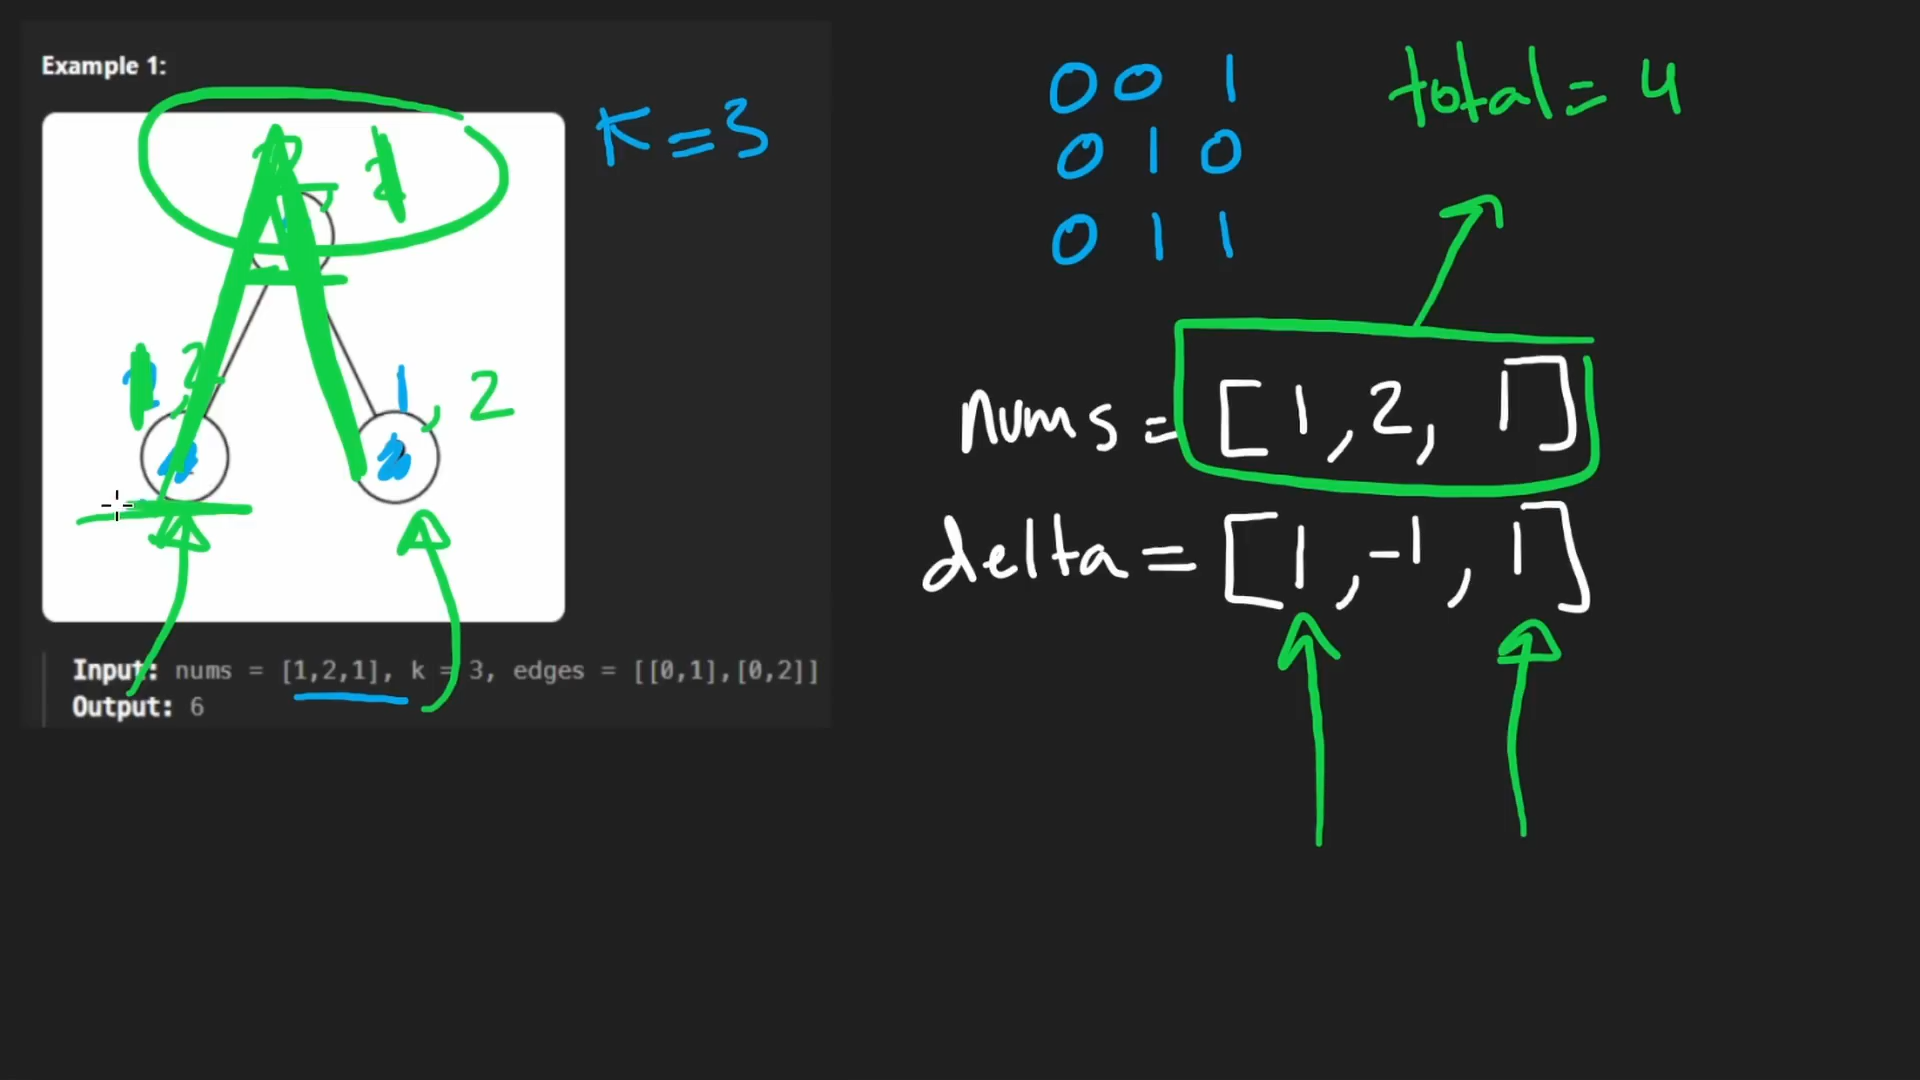 Example 1:
K=3
0 0 1
0 1 0
0 1 1
total = 4
1, 2
nums = [1, 2, 1]
delta = [1, -1, 1]
Input: nums = [1,2,1], k = 3, edges = [[0,1],[0,2]]
Output: 6